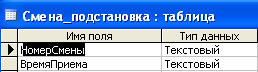 Смена_подстановка : таблица
Имя поля Тип данных
НомерСмены Текстовый
ВремяПриема Текстовый